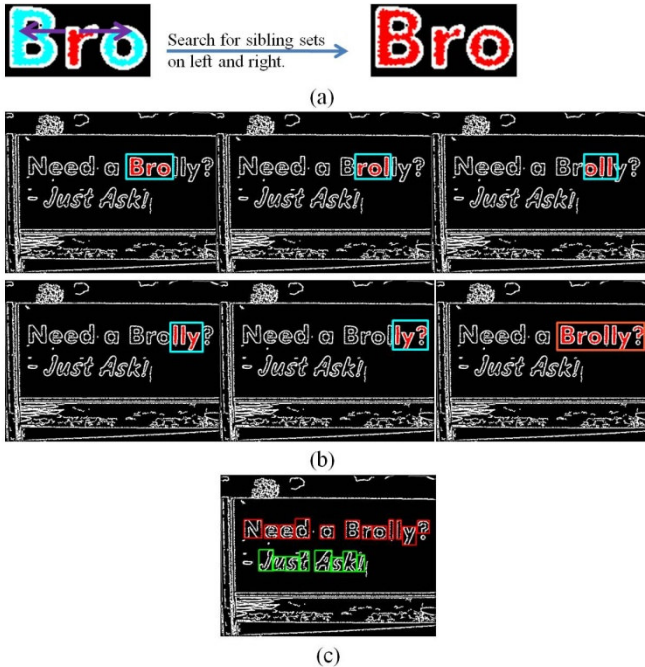 Bro
Search for sibling sets
on left and right.
Bro
(a)
Need a Brolly?
- Just Ask!
Need a Brolly?
- Just Ask!
Need a Brolly?
- Just Ask!
Need a Brolly?
- Just Ask!
Need a Brolly?
- Just Ask!
Need a Brolly?
- Just Ask!
(b)
Need a Brolly?
- Just Ask!
(c)